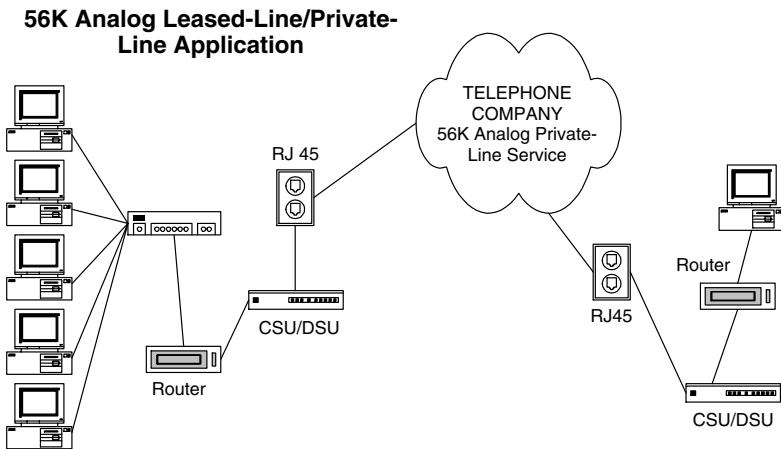 56K Analog Leased-Line/Private-
Line Application
TELEPHONE
COMPANY
56K Analog Private-
Line Service
RJ 45
CSU/DSU
Router
Router
RJ45
CSU/DSU